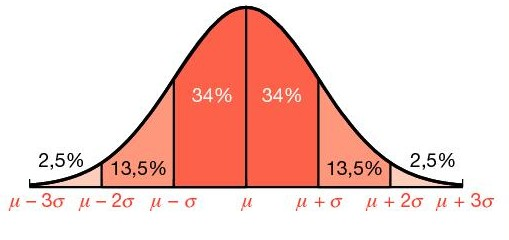 34% 34%
2,5% 13,5% 13,5% 2,5%
μ − 3σ μ − 2σ μ − σ μ μ + σ μ + 2σ μ + 3σ